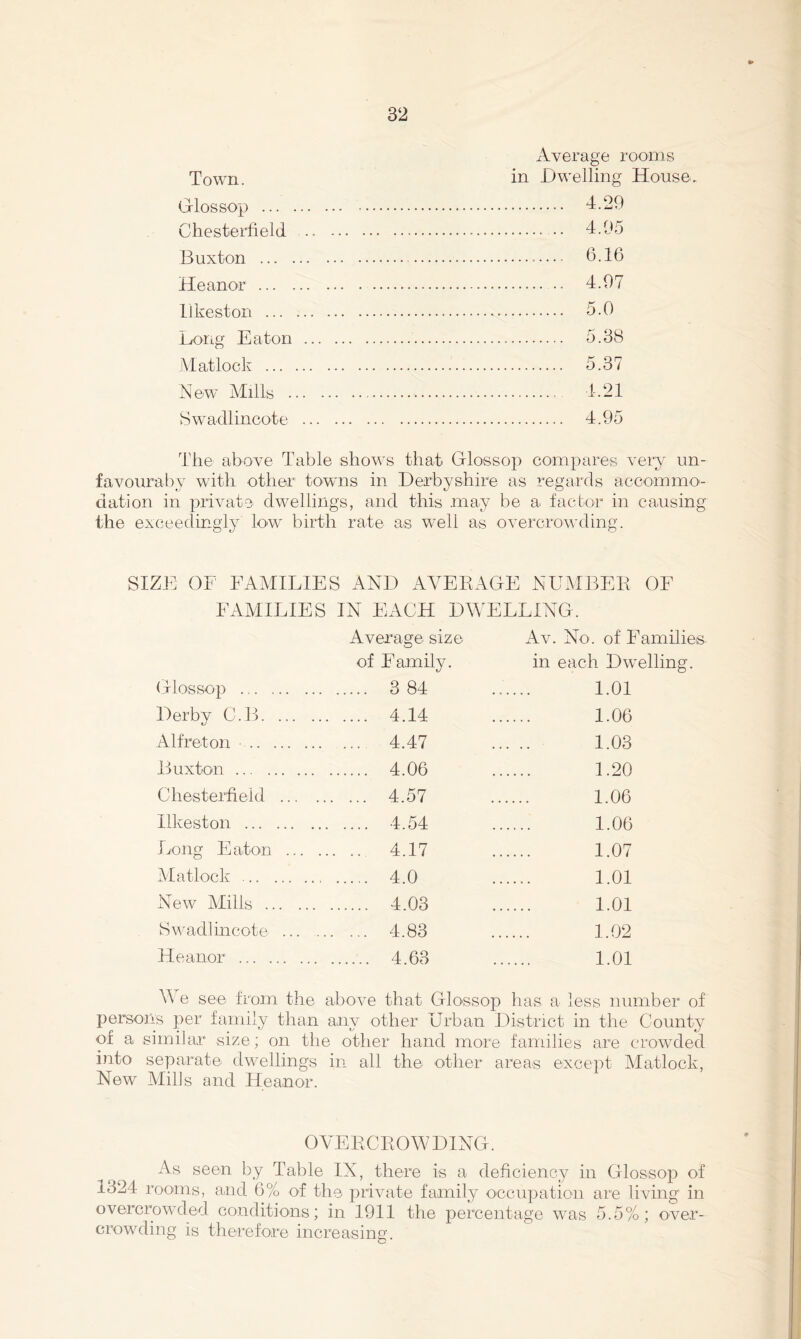 32
Average rooms
Town. in Dwelling House.
Glossop ... ... ... ... 4.29
Chesterfield ... ... ... 4.95
Buxton ... ... ... ... 6.16
Heanor ... ... ... ... 4.97
Ilkeston ... ... ... ... 5.0
Long Eaton ... ... ... 5.38
Matlock ... ... ... ... 5.37
New Mills ... ... ... 4.21
Swadlincote ... ... ... 4.95
The above Table shows that Glossop compares very un-
favouraby with other towns in Derbyshire as regards accommo-
dation in private dwellings, and this may be a factor in causing
the exceedingly low birth rate as well as overcrowding.
SIZE OF FAMILIES AND AVERAGE NUMBER OF
FAMILIES IN EACH DWELLING.
Average size Av. No. of Families
of Family. in each Dwelling.
Glossop ... ... ... ... 3 84 ...... 1.01
Derby C.B. ... ... ... 4.14 ...... 1.06
Alfreton ... ... ... ... 4.47 ...... 1.03
Buxton ... ... ... ... 4.06 ...... 1.20
Chesterfield ... ... ... 4.57 ...... 1.06
Ilkeston ... ... ... ... 4.54 ...... 1.06
Long Eaton ... ... ... 4.17 ...... 1.07
Matlock ... ... ... ... 4.0 ...... 1.01
New Mills ... ... ... 4.03 ...... 1.01
Swadlincote ... ... ... 4.83 ...... 1.02
Heanor ... ... ... ... 4.63 ...... 1.01
We see from the above that Glossop has a less number of
persons per family than any other Urban District in the County
of a similar size; on the other hand more families are crowded
into separate dwellings in all the other areas except Matlock,
New Mills and Heanor.
OVERCROWDING.
As seen by Table IX, there is a deficiency in Glossop of
1324 rooms, and 6% of the private family occupation are living in
overcrowded conditions; in 1911 the percentage was 5.5%; over-
crowding is therefore increasing.